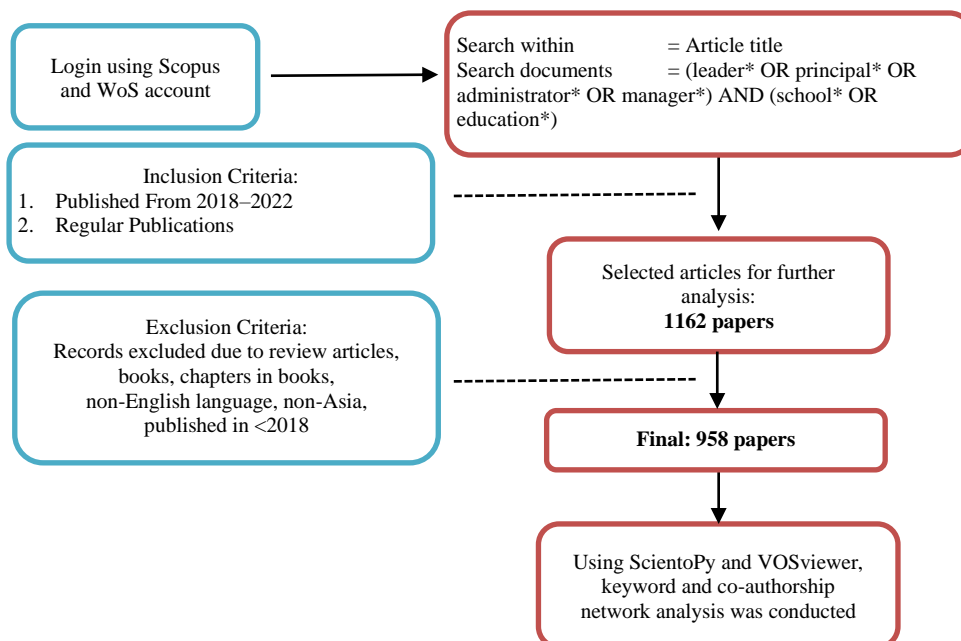 Login using Scopus
and WoS account
Search within = Article title
Search documents = (leader* OR principal* OR
administrator* OR manager*) AND (school* OR
education*)
Inclusion Criteria:
1. Published From 2018–2022
2. Regular Publications
Selected articles for further
analysis:
1162 papers
Exclusion Criteria:
Records excluded due to review articles,
books, chapters in books,
non-English language, non-Asia,
published in <2018
Final: 958 papers
Using ScientoPy and VOSviewer,
keyword and co-authorship
network analysis was conducted